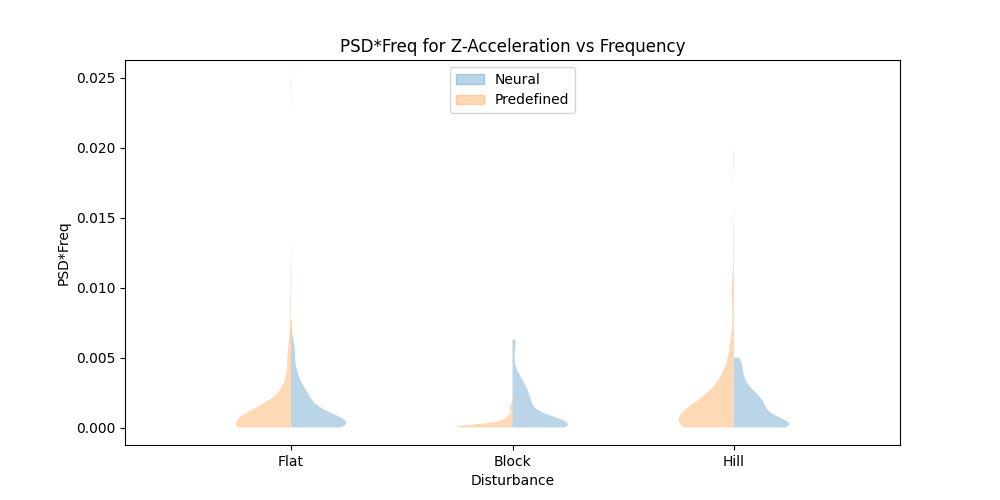 PSD*Freq for Z-Acceleration vs Frequency
Neural
Predefined
PSD*Freq
0.025
0.020
0.015
0.010
0.005
0.000
Flat
Block
Hill
Disturbance